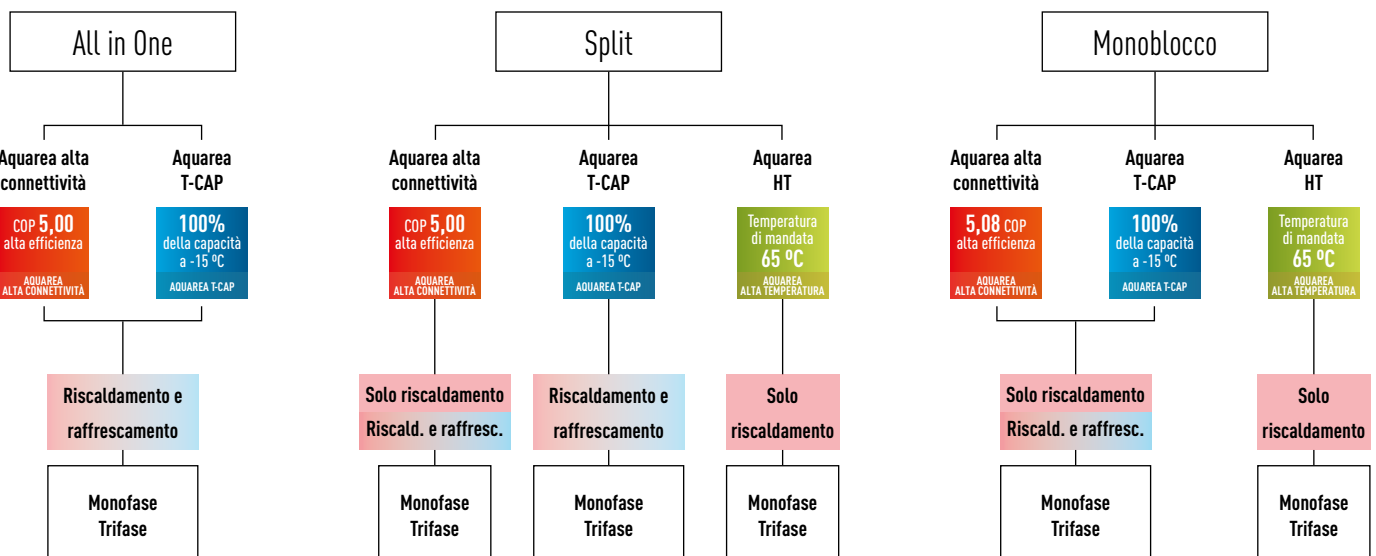 All in One
Aquarea alta
connettività
COP 5,00
alta efficienza
AQUAREA
ALTA CONNETTIVITÀ
Aquarea
T-CAP
100%
della capacità
a -15 ºC
AQUAREA T-CAP
Riscaldamento e
raffrescamento
Monofase
Trifase
Split
Aquarea alta
connettività
COP 5,00
alta efficienza
AQUAREA
ALTA CONNETTIVITÀ
Solo riscaldamento
Riscald. e raffresc.
Monofase
Trifase
Aquarea
T-CAP
100%
della capacità
a -15 ºC
AQUAREA T-CAP
Riscaldamento e
raffrescamento
Monofase
Trifase
Aquarea
HT
Temperatura
di mandata
65 ºC
AQUAREA
ALTA TEMPERATURA
Solo
riscaldamento
Monofase
Trifase
Monoblocco
Aquarea alta
connettività
5,08 COP
alta efficienza
AQUAREA
ALTA CONNETTIVITÀ
Aquarea
T-CAP
100%
della capacità
a -15 ºC
AQUAREA T-CAP
Solo riscaldamento
Riscald. e raffresc.
Monofase
Trifase
Aquarea
HT
Temperatura
di mandata
65 ºC
AQUAREA
ALTA TEMPERATURA
Solo
riscaldamento
Monofase
Trifase